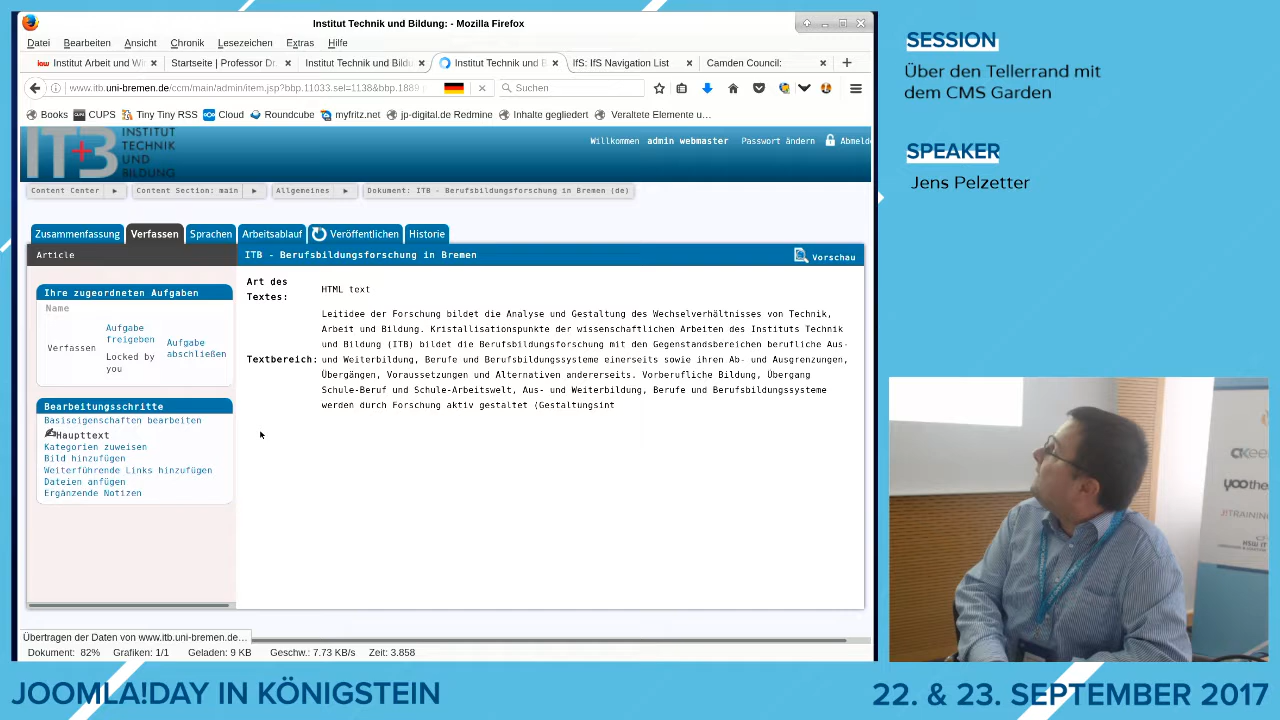 Institut Technik und Bildung: - Mozilla Firefox
Datei Bearbeiten Ansicht Chronik Lesezeichen Extras Hilfe
Institut Arbeit und Wi Startseite | Professor Dr. Institut Technik und Bild Institut Technik und B IfS: IfS Navigation List Camden Council:
www.itb.uni-bremen.de/ccm/main/admin/item.jsp?bbp.11033.sel=1138&bbp.1889 Suchen
Books CUPS Tiny Tiny RSS Cloud Roundcube myfritz.net jp-digital.de Redmine Inhalte gegliedert Veraltete Elemente u…
IT+B INSTITUT
TECHNIK
UND
BILDUNG
Willkommen admin webmaster Passwort ändern Abmeld
Content Center Content Section: main Allgemeines Dokument: ITB - Berufsbildungsforschung in Bremen (de)
Zusammenfassung Verfassen Sprachen Arbeitsablauf Veröffentlichen Historie
Article
ITB - Berufsbildungsforschung in Bremen Vorschau
Ihre zugeordneten Aufgaben
Name
Verfassen
Aufgabe
freigeben
Locked by
you
Aufgabe
abschließen
Bearbeitungsschritte
Basiseigenschaften bearbeiten
Haupttext
Kategorien zuweisen
Bild hinzufügen
Weiterführende Links hinzufügen
Dateien anfügen
Ergänzende Notizen
Art des
Textes:
HTML text
Textbereich:
Leitidee der Forschung bildet die Analyse und Gestaltung des Wechselverhältnisses von Technik,
Arbeit und Bildung. Kristallisationspunkte der wissenschaftlichen Arbeiten des Instituts Technik
und Bildung (ITB) bildet die Berufsbildungsforschung mit den Gegenstandsbereichen berufliche Aus-
und Weiterbildung, Berufe und Berufsbildungssysteme einerseits sowie ihren Ab- und Ausgrenzungen,
Übergängen, Voraussetzungen und Alternativen andererseits. Vorberufliche Bildung, Übergang
Schule-Beruf und Schule-Arbeitswelt, Aus- und Weiterbildung, Berufe und Berufsbildungssysteme
werden durch Forschung aktiv gestaltet (Gestaltungsint
Übertragen der Daten von www.itb.uni-bremen.de…
Dokument: 82% Grafiken: 1/1 Geladen: 9 KB Geschw.: 7.73 KB/s Zeit: 3.858
SESSION
Über den Tellerrand mit
dem CMS Garden
SPEAKER
Jens Pelzetter
yoothe
TRAINING
JOOMLA!DAY IN KÖNIGSTEIN
22. & 23. SEPTEMBER 2017